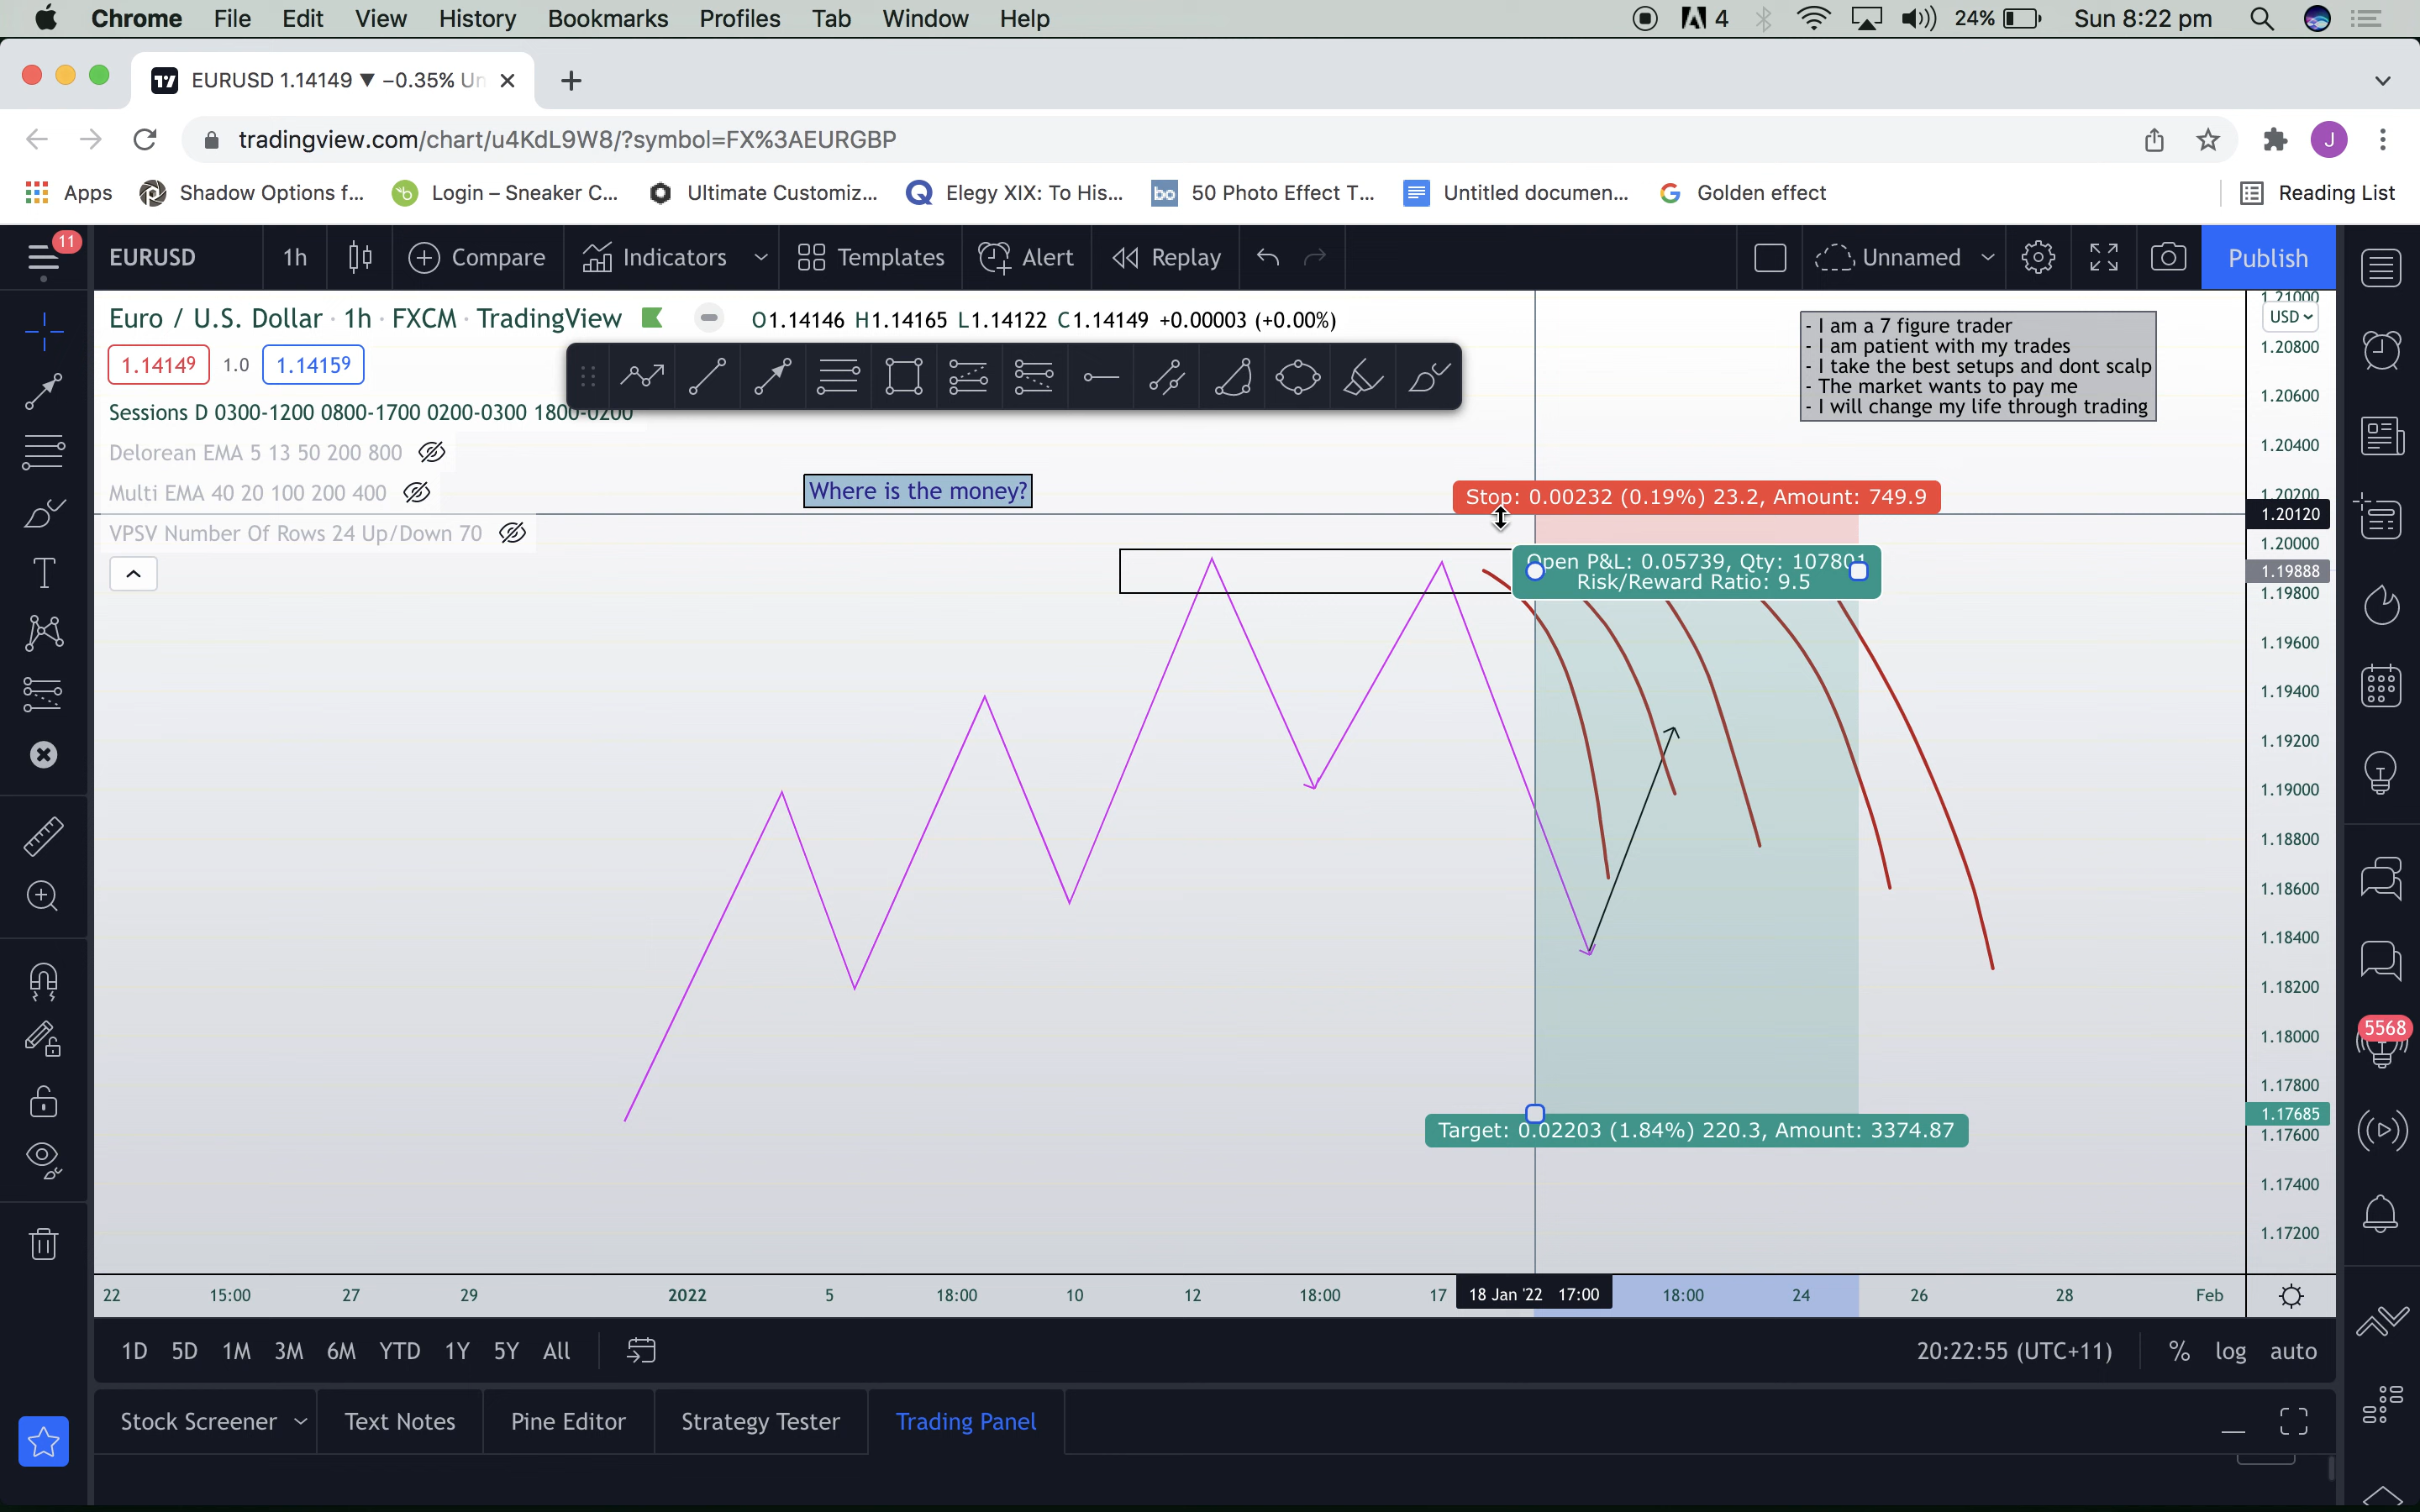 Chrome File Edit View History Bookmarks Profiles Tab Window Help 4 24% Sun 8:22 pm
EURUSD 1.14149 ▼ −0.35% Un
tradingview.com/chart/u4KdL9W8/?symbol=FX%3AEURGBP J
Apps Shadow Options f... Login – Sneaker C... Ultimate Customiz... Elegy XIX: To His... bo 50 Photo Effect T... Untitled documen... Golden effect Reading List
11 EURUSD 1h Compare Indicators Templates Alert Replay Unnamed Publish
Euro / U.S. Dollar · 1h · FXCM · TradingView O1.14146 H1.14165 L1.14122 C1.14149 +0.00003 (+0.00%)
1.14149 1.0 1.14159
Sessions D 0300-1200 0800-1700 0200-0300 1800-0200
Delorean EMA 5 13 50 200 800
Multi EMA 40 20 100 200 400
VPSV Number Of Rows 24 Up/Down 70
- I am a 7 figure trader
- I am patient with my trades
- I take the best setups and dont scalp
- The market wants to pay me
- I will change my life through trading
Where is the money?
Stop: 0.00232 (0.19%) 23.2, Amount: 749.9
Open P&L: 0.05739, Qty: 107801
Risk/Reward Ratio: 9.5
Target: 0.02203 (1.84%) 220.3, Amount: 3374.87
1.21000
USD
1.20800
1.20600
1.20400
1.20200
1.20120
1.20000
1.19888
1.19800
1.19600
1.19400
1.19200
1.19000
1.18800
1.18600
1.18400
1.18200
1.18000
1.17800
1.17685
1.17600
1.17400
1.17200
5568
22 15:00 27 29 2022 5 18:00 10 12 18:00 17 18 Jan '22 17:00 18:00 24 26 28 Feb
1D 5D 1M 3M 6M YTD 1Y 5Y All 20:22:55 (UTC+11) % log auto
Stock Screener Text Notes Pine Editor Strategy Tester Trading Panel